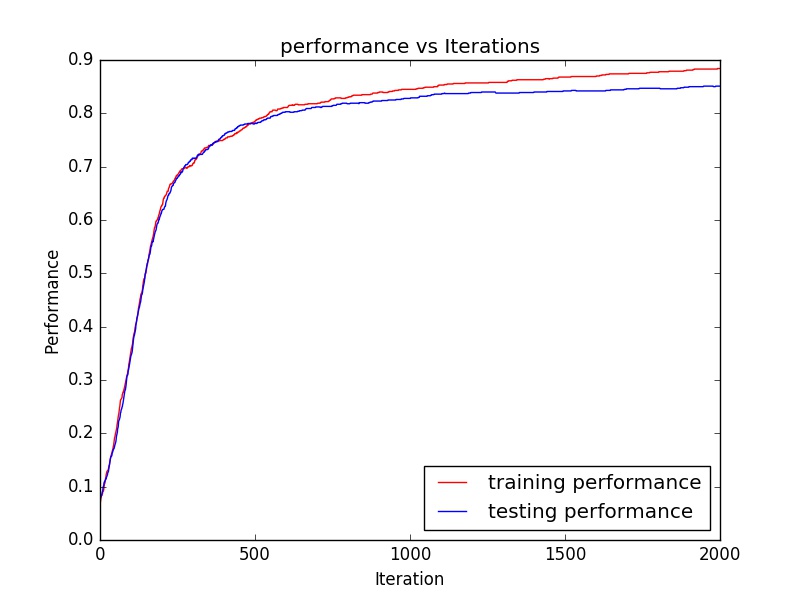 performance vs Iterations
0.9
0.8
0.7
0.6
0.5
0.4
0.3
0.2
0.1
0.0
Performance
0 500 1000 1500 2000
Iteration
training performance
testing performance